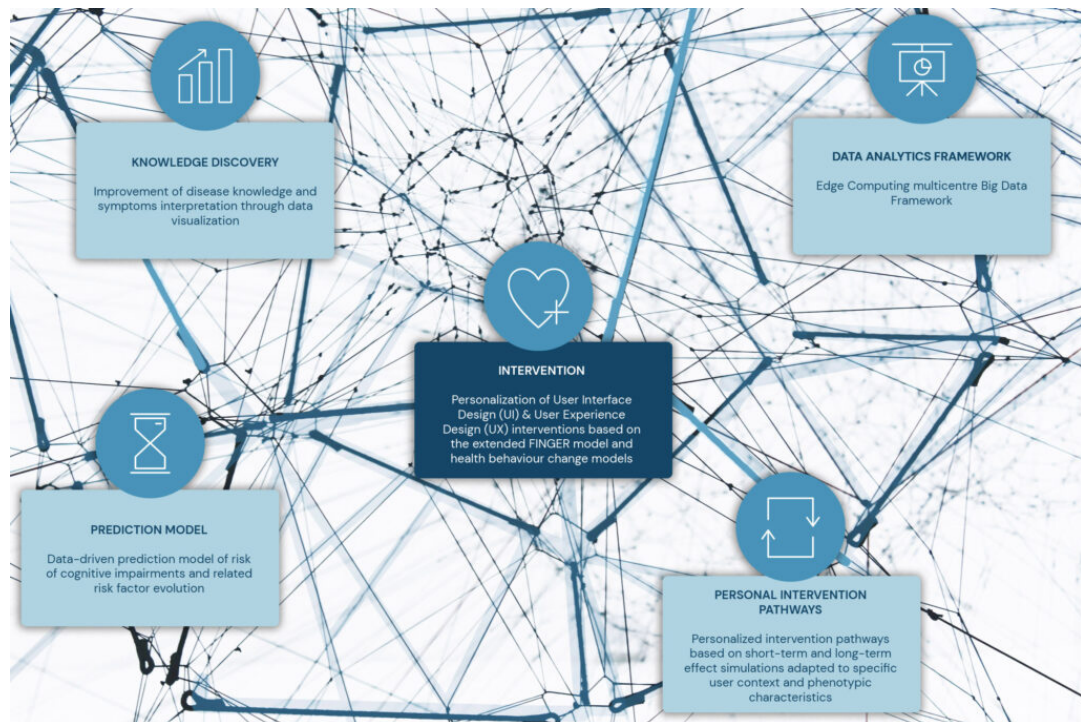 KNOWLEDGE DISCOVERY
Improvement of disease knowledge and
symptoms interpretation through data
visualization
DATA ANALYTICS FRAMEWORK
Edge Computing multicentre Big Data
Framework
INTERVENTION
Personalization of User Interface
Design (UI) & User Experience
Design (UX) interventions based on
the extended FINGER model and
health behaviour change models
PREDICTION MODEL
Data-driven prediction model of risk
of cognitive impairments and related
risk factor evolution
PERSONAL INTERVENTION
PATHWAYS
Personalized intervention pathways
based on short-term and long-term
effect simulations adapted to specific
user context and phenotypic
characteristics